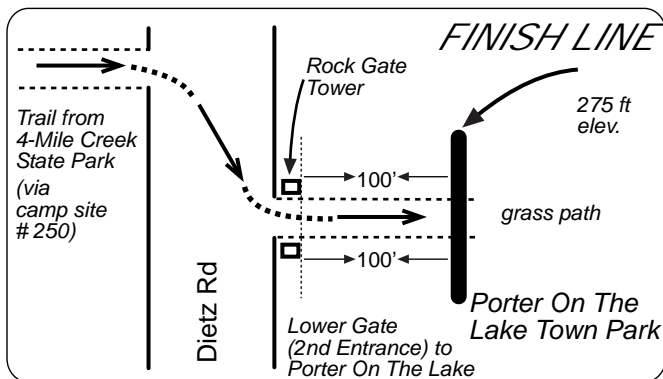 FINISH LINE
Rock Gate
Tower
275 ft
elev.
Trail from
4-Mile Creek
State Park
(via
camp site
# 250)
100'
grass path
100'
Dietz Rd
Porter On The
Lake Town Park
Lower Gate
(2nd Entrance) to
Porter On The Lake